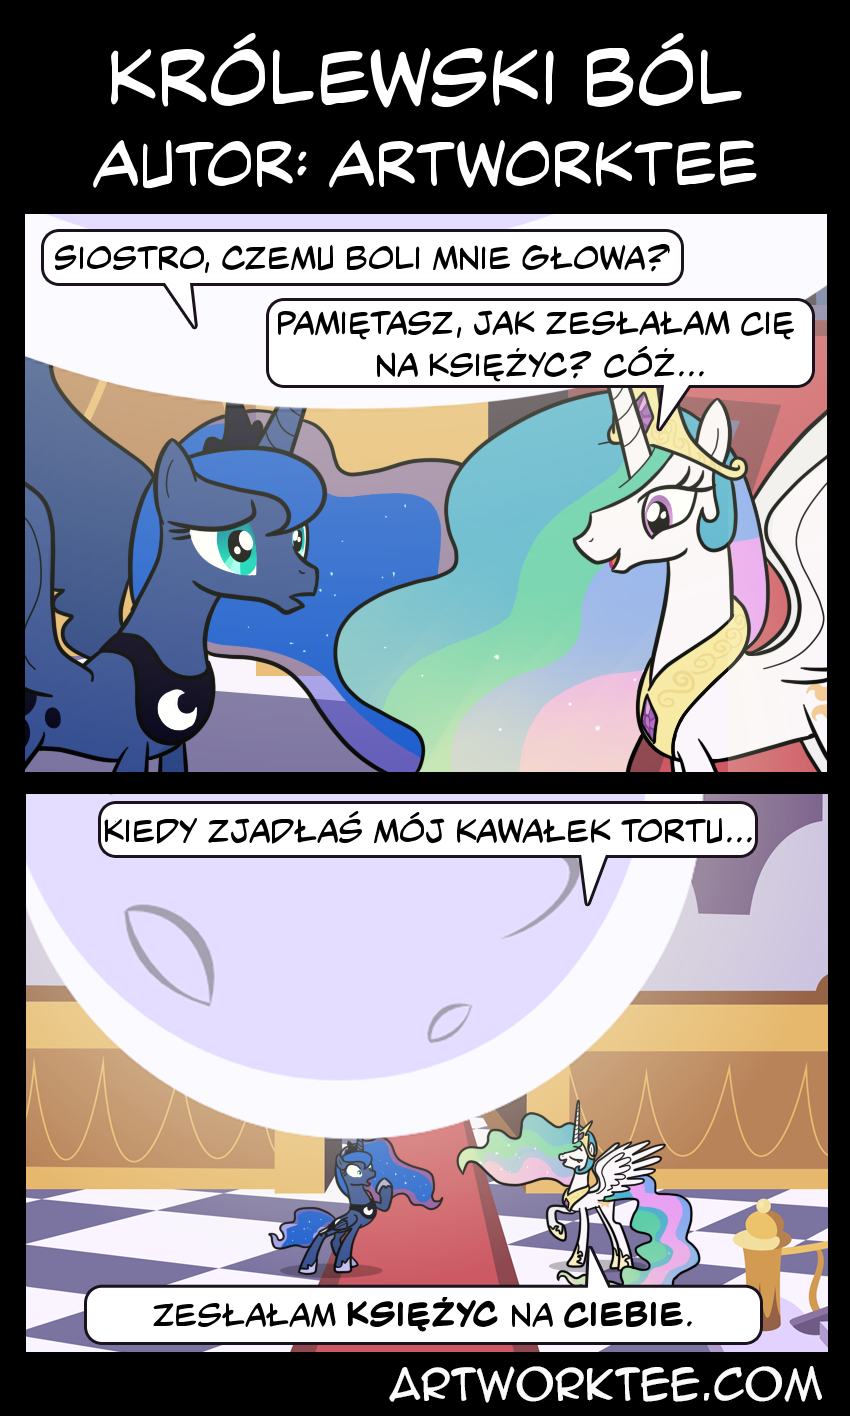 KRÓLEWSKI BÓL
AUTOR: ARTWORKTEE
SIOSTRO, CZEMU BOLI MNIE GŁOWA?
PAMIĘTASZ, JAK ZESŁAŁAM CIĘ
NA KSIĘŻYC? CÓŻ...
KIEDY ZJADŁAŚ MÓJ KAWAŁEK TORTU...
ZESŁAŁAM KSIĘŻYC NA CIEBIE.
ARTWORKTEE.COM